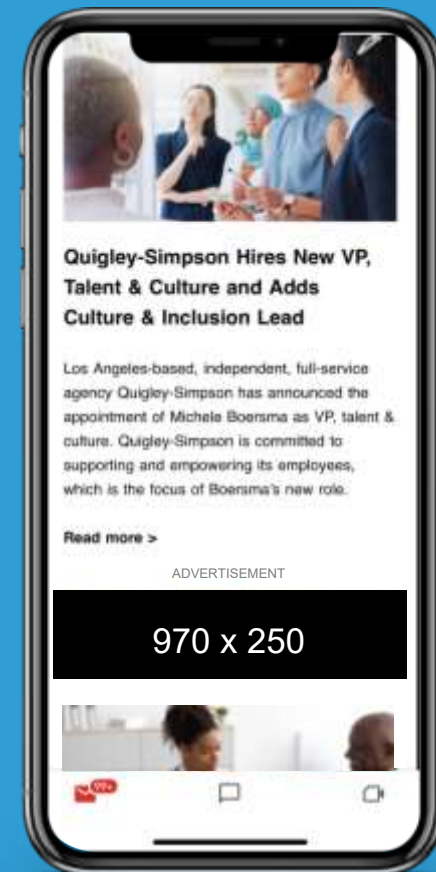 Quigley-Simpson Hires New VP,
Talent & Culture and Adds
Culture & Inclusion Lead
Los Angeles-based, independent, full-service
agency Quigley-Simpson has announced the
appointment of Michele Boersma as VP, talent &
culture. Quigley-Simpson is committed to
supporting and empowering its employees,
which is the focus of Boersma's new role.
Read more >
ADVERTISEMENT
970 x 250
99+